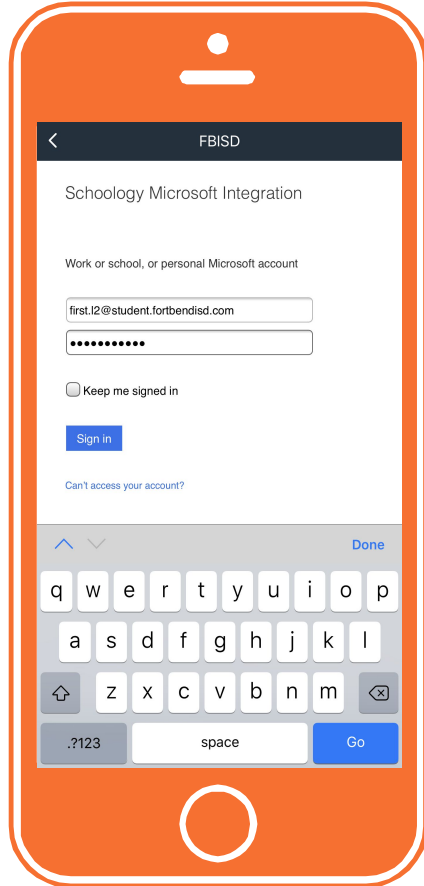 FBISD
Schoology Microsoft Integration
Work or school, or personal Microsoft account
first.l2@student.fortbendisd.com
●●●●●●●●●●●
Keep me signed in
Sign in
Can't access your account?
Done
q w e r t y u i o p
a s d f g h j k l
z x c v b n m
.?123 space Go